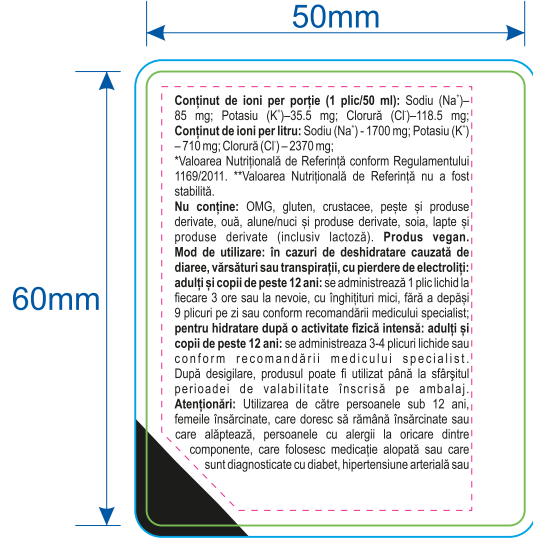 50mm
60mm
Conținut de ioni per porție (1 plic/50 ml): Sodiu (Na⁺)–
85 mg; Potasiu (K⁺)–35.5 mg; Clorură (Cl⁻)–118.5 mg;
Conținut de ioni per litru: Sodiu (Na⁺) - 1700 mg; Potasiu (K⁺)
– 710 mg; Clorură (Cl⁻) – 2370 mg;
*Valoarea Nutrițională de Referință conform Regulamentului
1169/2011. **Valoarea Nutrițională de Referință nu a fost
stabilită.
Nu conține: OMG, gluten, crustacee, pește și produse
derivate, ouă, alune/nuci și produse derivate, soia, lapte și
produse derivate (inclusiv lactoză). Produs vegan.
Mod de utilizare: în cazuri de deshidratare cauzată de
diaree, vărsături sau transpirații, cu pierdere de electroliți:
adulți și copii de peste 12 ani: se administrează 1 plic lichid la
fiecare 3 ore sau la nevoie, cu înghițituri mici, fără a depăși
9 plicuri pe zi sau conform recomandării medicului specialist;
pentru hidratare după o activitate fizică intensă: adulți și
copii de peste 12 ani: se administreaza 3-4 plicuri lichide sau
conform recomandării medicului specialist.
După desigilare, produsul poate fi utilizat până la sfârșitul
perioadei de valabilitate înscrisă pe ambalaj.
Atenționări: Utilizarea de către persoanele sub 12 ani,
femeile însărcinate, care doresc să rămână însărcinate sau
care alăptează, persoanele cu alergii la oricare dintre
componente, care folosesc medicație alopată sau care
sunt diagnosticate cu diabet, hipertensiune arterială sau